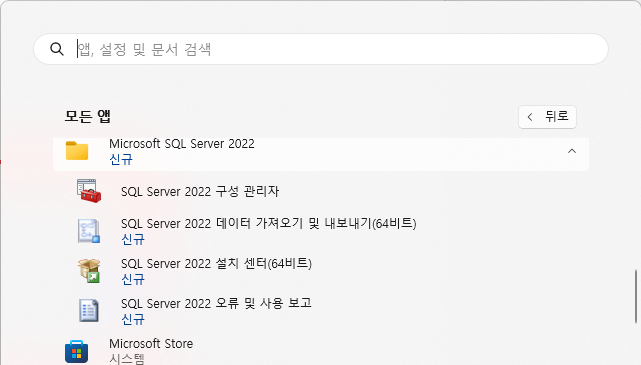 앱, 설정 및 문서 검색
모든 앱
뒤로
Microsoft SQL Server 2022
신규
SQL Server 2022 구성 관리자
SQL Server 2022 데이터 가져오기 및 내보내기(64비트)
신규
SQL Server 2022 설치 센터(64비트)
신규
SQL Server 2022 오류 및 사용 보고
신규
Microsoft Store
시스템